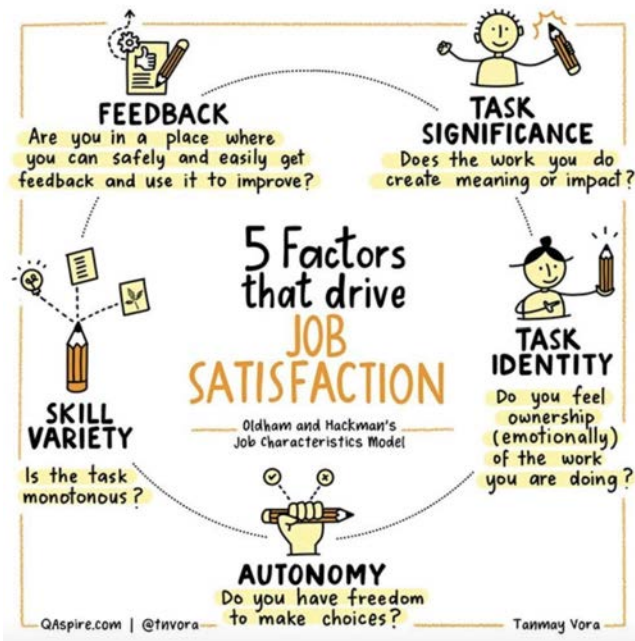 FEEDBACK
Are you in a place where
you can safely and easily get
feedback and use it to improve?
TASK
SIGNIFICANCE
Does the work you do
create meaning or impact?
5 Factors
that drive
JOB
SATISFACTION
Oldham and Hackman's
Job Characteristics Model
TASK
IDENTITY
Do you feel
ownership
(emotionally)
of the work
you are doing?
SKILL
VARIETY
Is the task
monotonous?
AUTONOMY
Do you have freedom
to make choices?
QAspire.com | @tnvora
Tanmay Vora